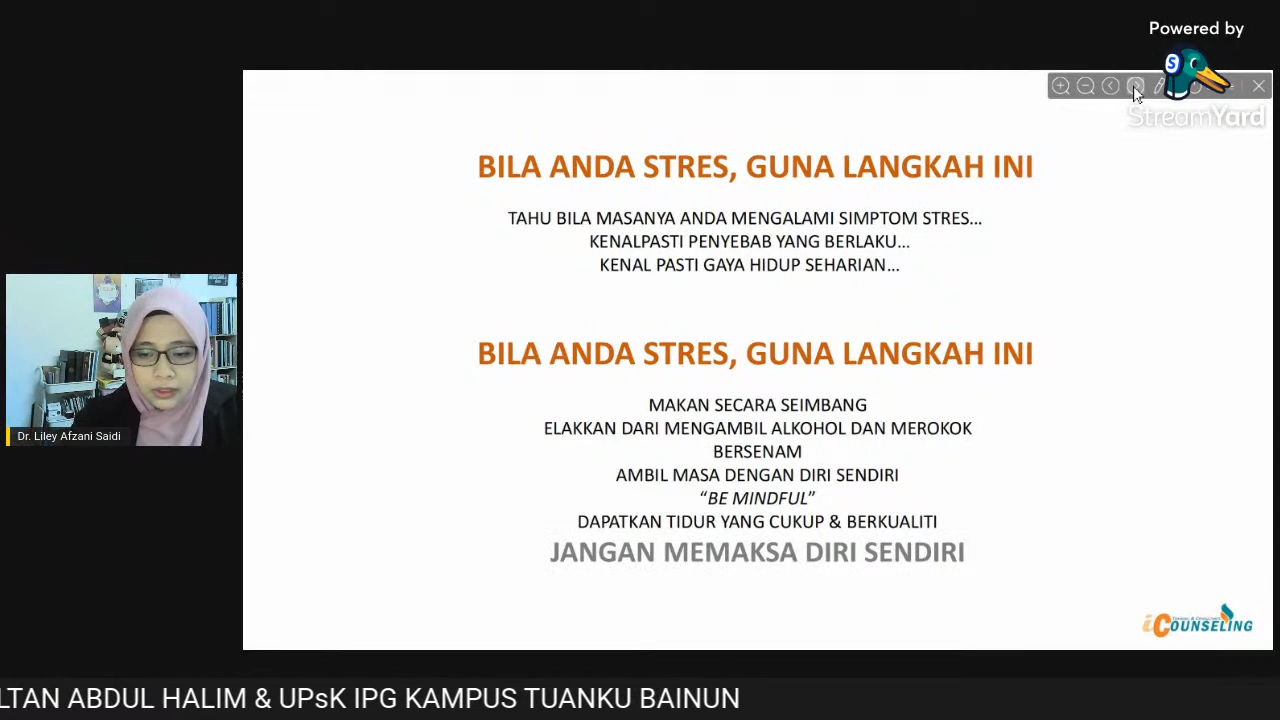 Powered by
StreamYard
BILA ANDA STRES, GUNA LANGKAH INI
TAHU BILA MASANYA ANDA MENGALAMI SIMPTOM STRES...
KENALPASTI PENYEBAB YANG BERLAKU...
KENAL PASTI GAYA HIDUP SEHARIAN...
BILA ANDA STRES, GUNA LANGKAH INI
MAKAN SECARA SEIMBANG
ELAKKAN DARI MENGAMBIL ALKOHOL DAN MEROKOK
BERSENAM
AMBIL MASA DENGAN DIRI SENDIRI
“BE MINDFUL”
DAPATKAN TIDUR YANG CUKUP & BERKUALITI
JANGAN MEMAKSA DIRI SENDIRI
Dr. Liley Afzani Saidi
iCOUNSELING
LTAN ABDUL HALIM & UPsK IPG KAMPUS TUANKU BAINUN